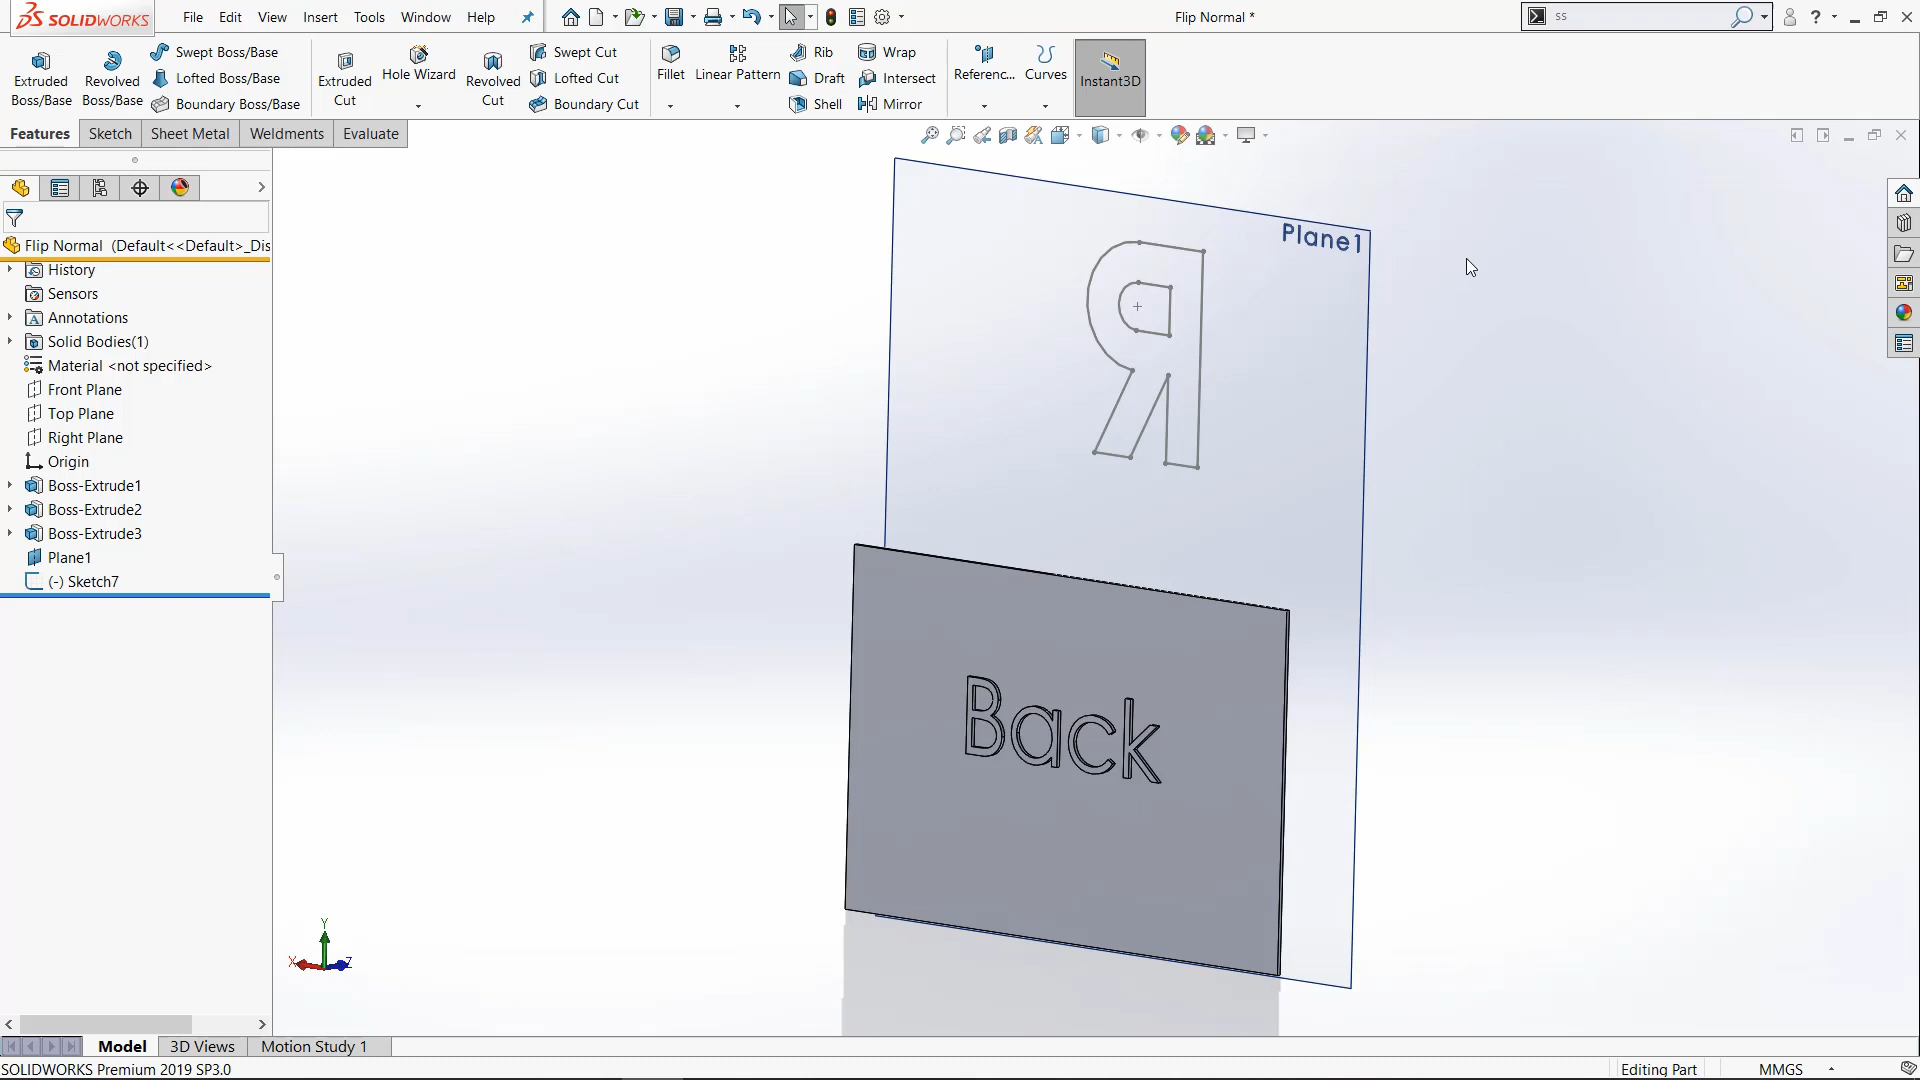 SOLIDWORKS File Edit View Insert Tools Window Help Flip Normal * ss ?
Extruded Boss/Base
Revolved Boss/Base
Swept Boss/Base
Lofted Boss/Base
Boundary Boss/Base
Extruded Cut
Hole Wizard
Revolved Cut
Swept Cut
Lofted Cut
Boundary Cut
Fillet
Linear Pattern
Rib
Draft
Shell
Wrap
Intersect
Mirror
Referenc...
Curves
Instant3D
Features Sketch Sheet Metal Weldments Evaluate
Flip Normal (Default<<Default>_Dis
History
Sensors
Annotations
Solid Bodies(1)
Material <not specified>
Front Plane
Top Plane
Right Plane
Origin
Boss-Extrude1
Boss-Extrude2
Boss-Extrude3
Plane1
(-) Sketch7
Plane1
R
Back
Y
X Z
Model 3D Views Motion Study 1
SOLIDWORKS Premium 2019 SP3.0 Editing Part MMGS